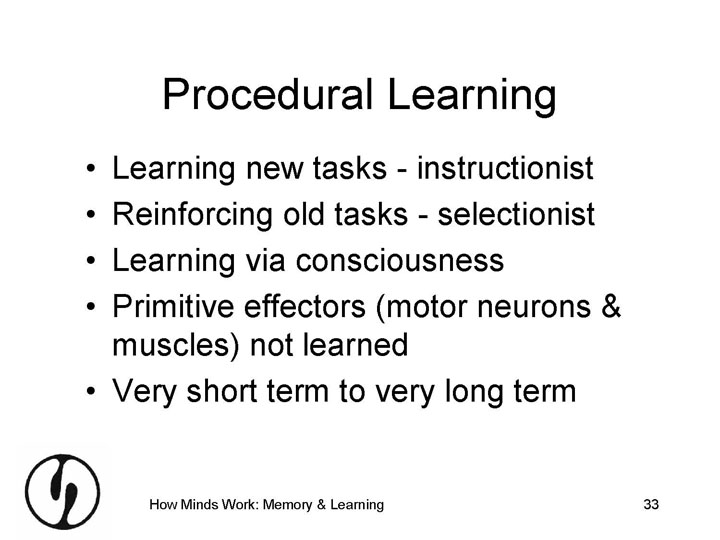 Procedural Learning
• Learning new tasks - instructionist
• Reinforcing old tasks - selectionist
• Learning via consciousness
• Primitive effectors (motor neurons &
muscles) not learned
• Very short term to very long term
How Minds Work: Memory & Learning
33